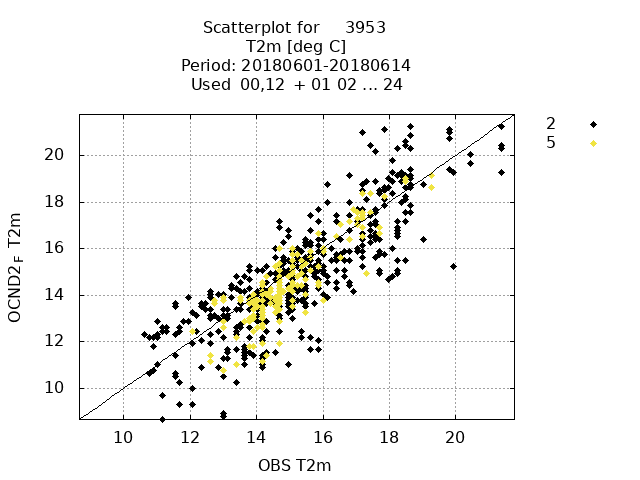 Scatterplot for 3953
T2m [deg C]
Period: 20180601-20180614
Used 00,12 + 01 02 ... 24
2
5
OCND2 F T2m
20
18
16
14
12
10
10 12 14 16 18 20
OBS T2m